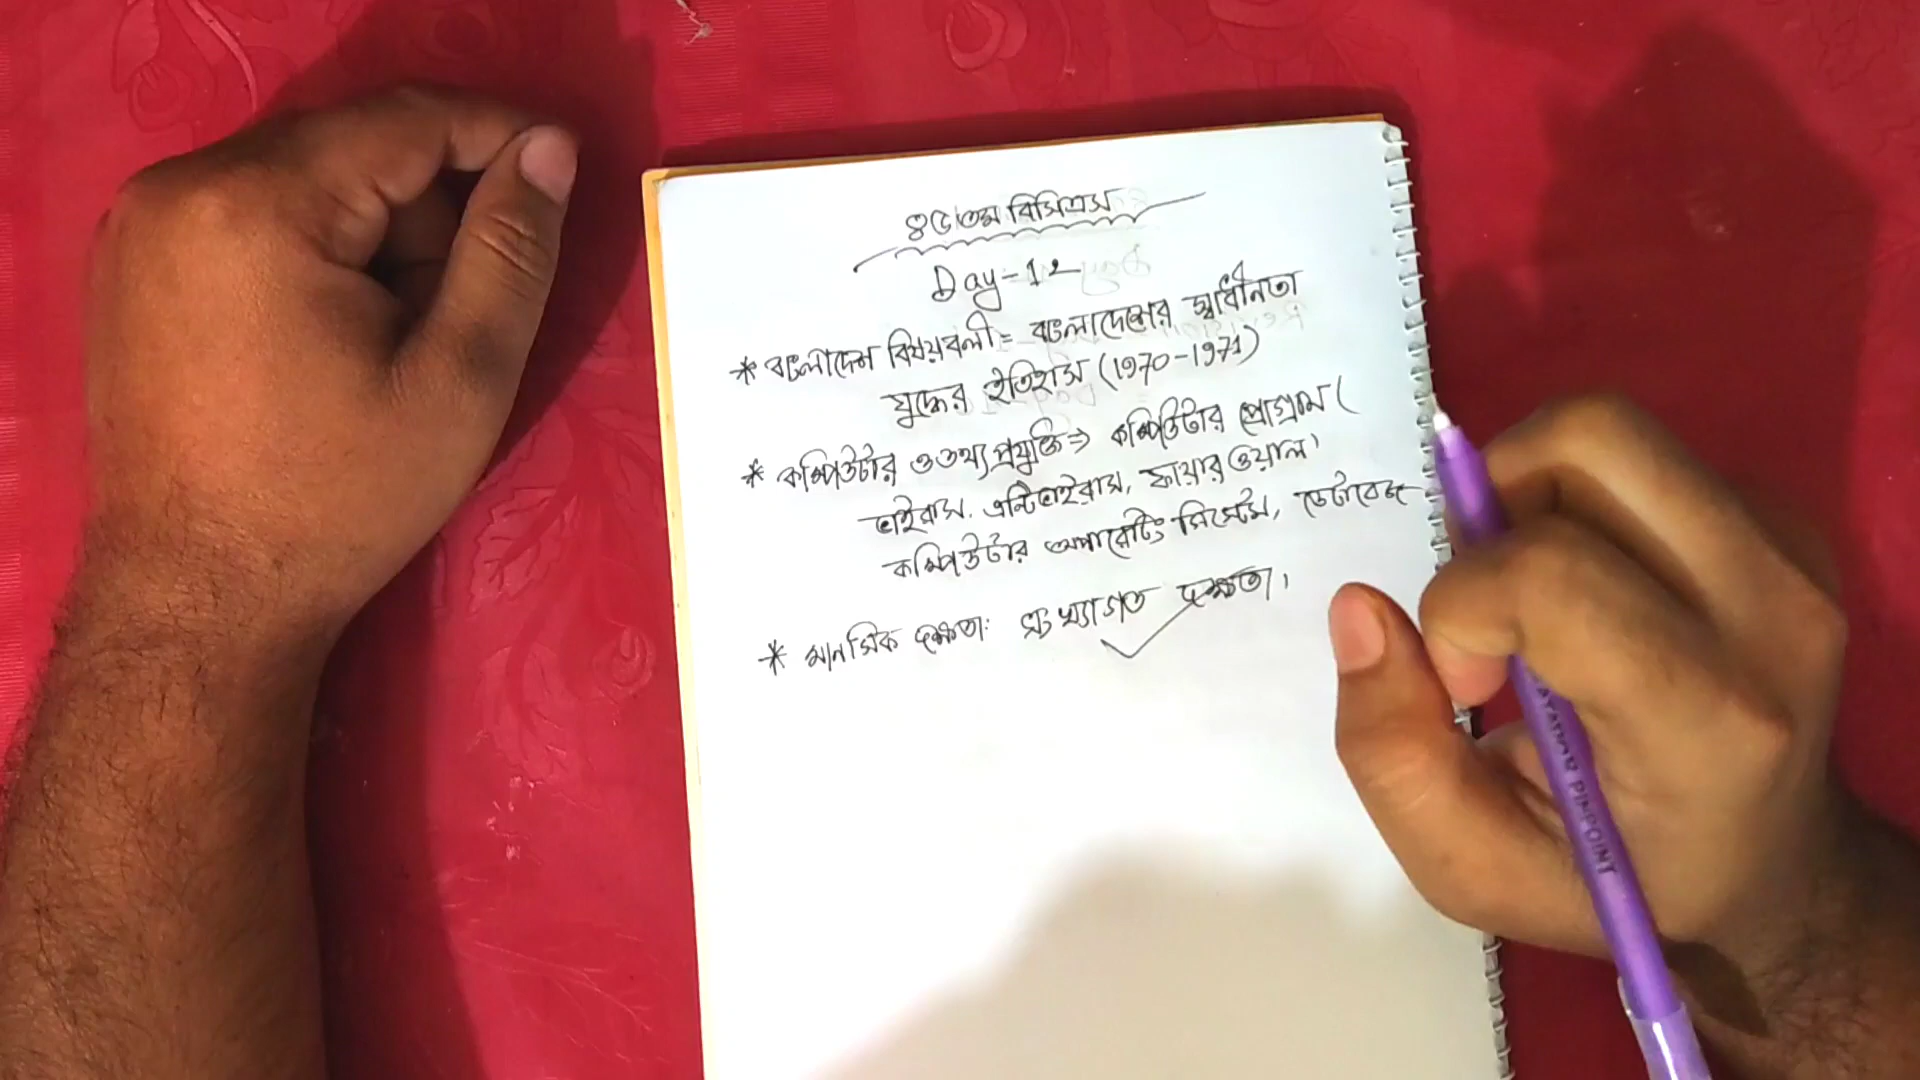 ৪৫তম বিসিএস
Day-12
* বাংলাদেশ বিষয়বলী = বাংলাদেশের স্বাধীনতা
যুদ্ধের ইতিহাস (1970-1971)
* কম্পিউটার ও তথ্য প্রযুক্তি ⇒ কম্পিউটার প্রোগ্রাম (
ভাইরাস, এন্টিভাইরাস, ফায়ার ওয়াল)
কম্পিউটার অপারেটিং সিস্টেম, ডেটাবেজ
* মানসিক দক্ষতা: সংখ্যাগত দক্ষতা।
PINPOINT